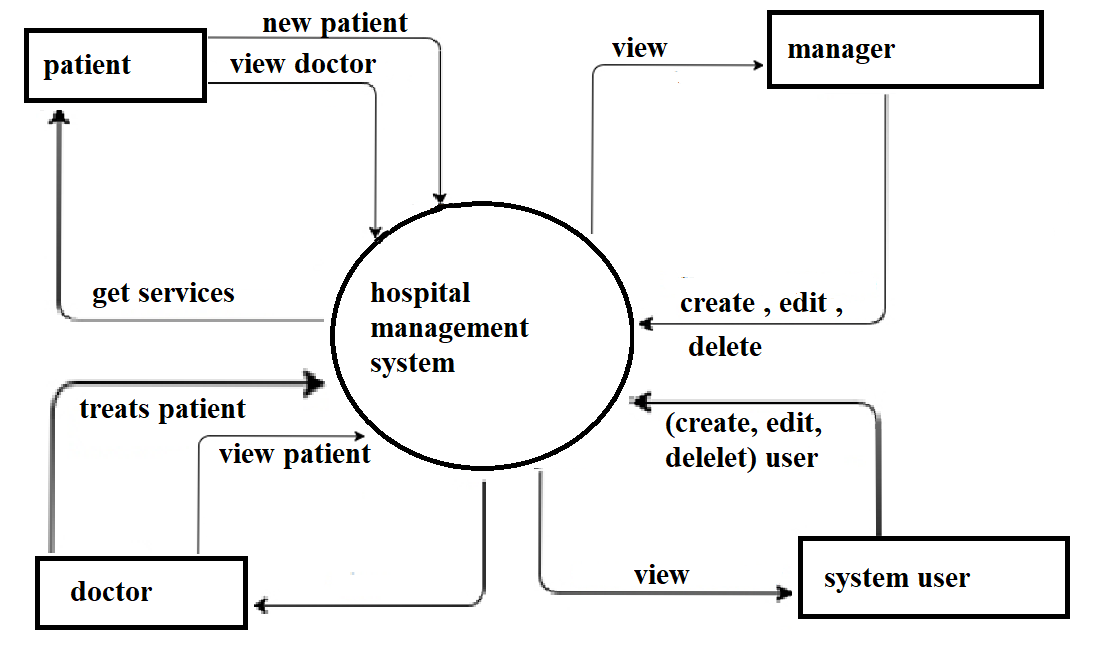 new patient
patient
view doctor
view
manager
get services
hospital
management
system
create , edit ,
delete
treats patient
view patient
(create, edit,
delelet) user
doctor
view
system user